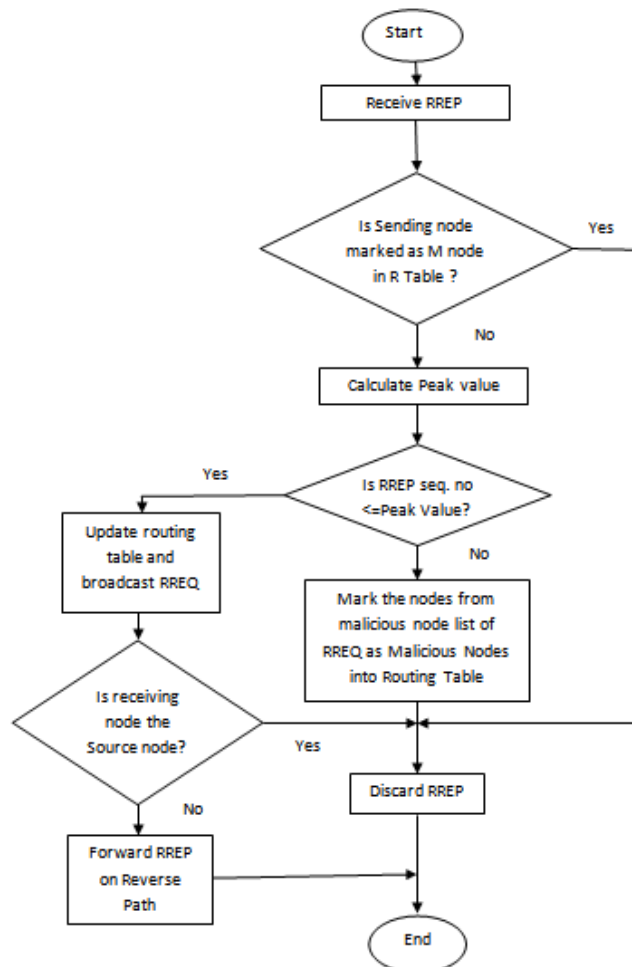 Start
Receive RREP
Is Sending node
marked as M node
in R Table ?
Yes
No
Calculate Peak value
Yes
Is RREP seq. no
<=Peak Value?
No
Update routing
table and
broadcast RREQ
Mark the nodes from
malicious node list of
RREQ as Malicious Nodes
into Routing Table
Is receiving
node the
Source node?
Yes
No
Discard RREP
Forward RREP
on Reverse
Path
End